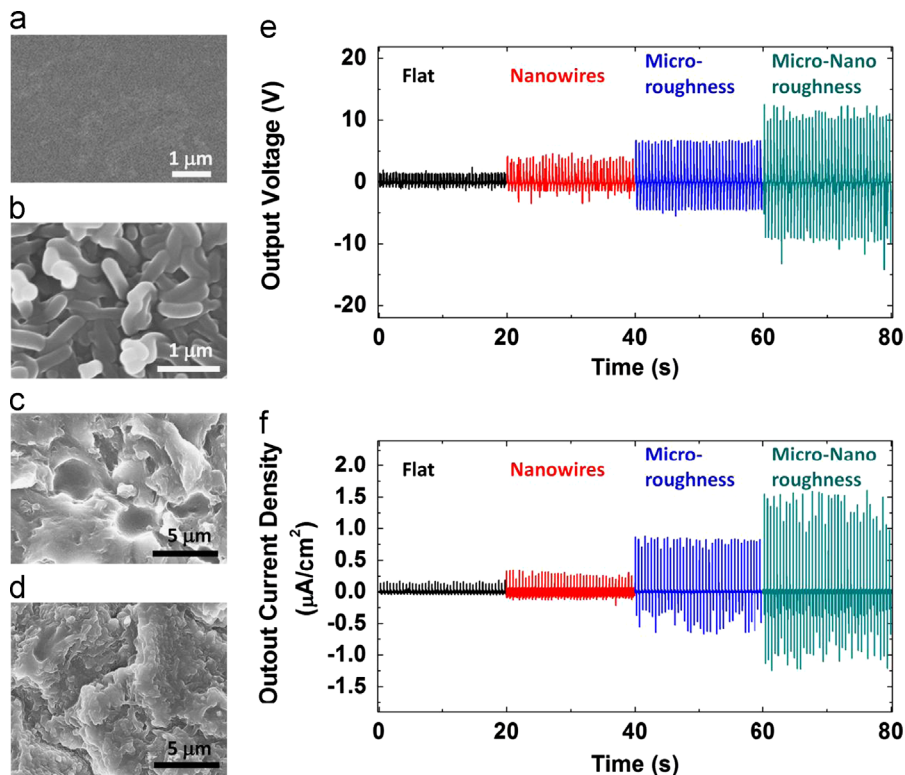 a
1 μm
b
1 μm
c
5 μm
d
5 μm
e
Output Voltage (V)
20
10
0
-10
-20
Flat
Nanowires
Micro-
roughness
Micro-Nano
roughness
0
20
40
60
80
Time (s)
f
Outout Current Density
(μA/cm²)
2.0
1.5
1.0
0.5
0.0
-0.5
-1.0
-1.5
Flat
Nanowires
Micro-
roughness
Micro-Nano
roughness
0
20
40
60
80
Time (s)